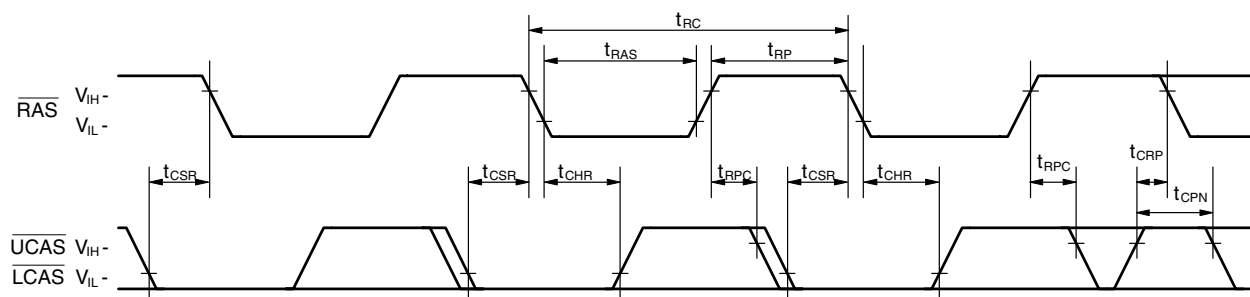 tRC
tRAS tRP
RAS VIH -
VIL -
tCSR tCSR tCHR tRPC tCSR tCHR tRPC tCRP
tCPN
UCAS VIH -
LCAS VIL -